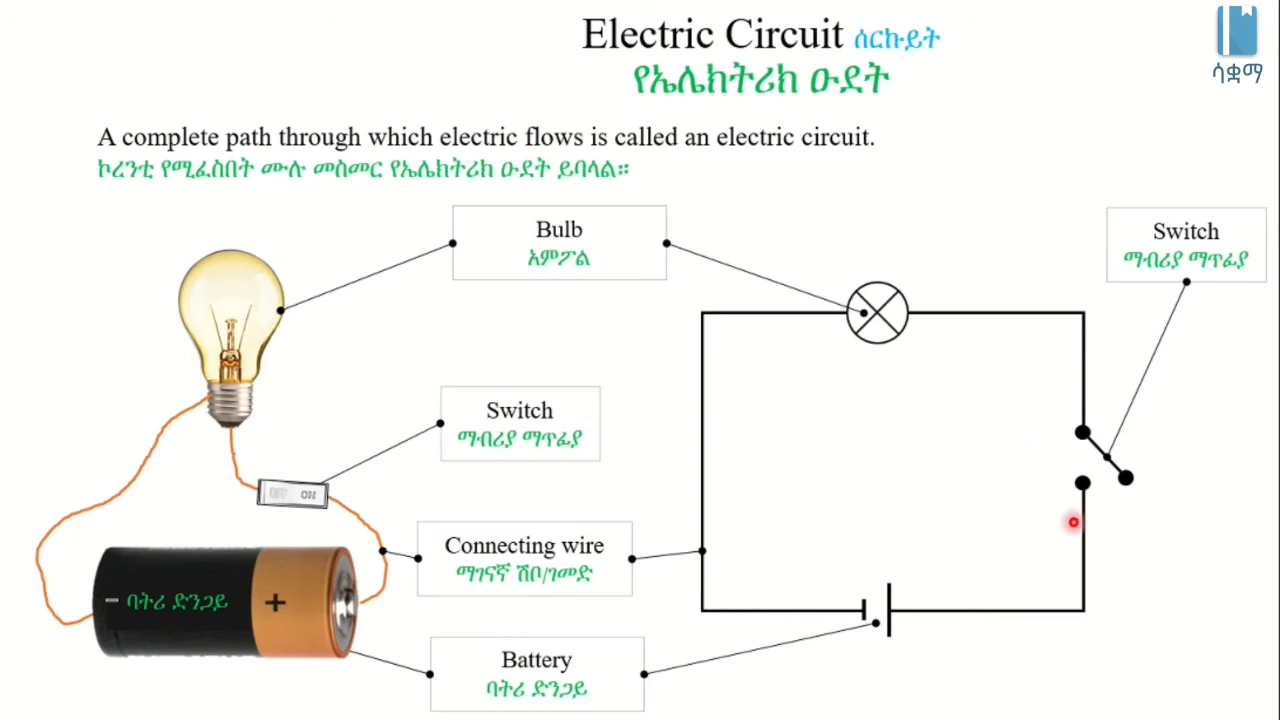 Electric Circuit ሰርኩይት
የኤሌክትሪክ ዑደት
ሳቋማ
A complete path through which electric flows is called an electric circuit.
ኮረንቲ የሚፈስበት ሙሉ መስመር የኤሌክትሪክ ዑደት ይባላል።
Bulb
አምፖል
Switch
ማብሪያ ማጥፊያ
Switch
ማብሪያ ማጥፊያ
OFF ON
Connecting wire
ማገናኛ ሽቦ/ገመድ
– ባትሪ ድንጋይ +
Battery
ባትሪ ድንጋይ